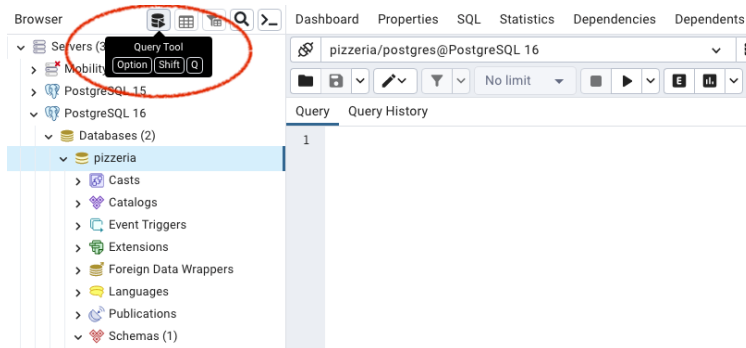 Browser
Dashboard Properties SQL Statistics Dependencies Dependents
Query Tool
Option Shift Q
Servers (3
Mobility
PostgreSQL 15
PostgreSQL 16
Databases (2)
pizzeria
Casts
Catalogs
Event Triggers
Extensions
Foreign Data Wrappers
Languages
Publications
Schemas (1)
pizzeria/postgres@PostgreSQL 16
No limit
E
Query Query History
1